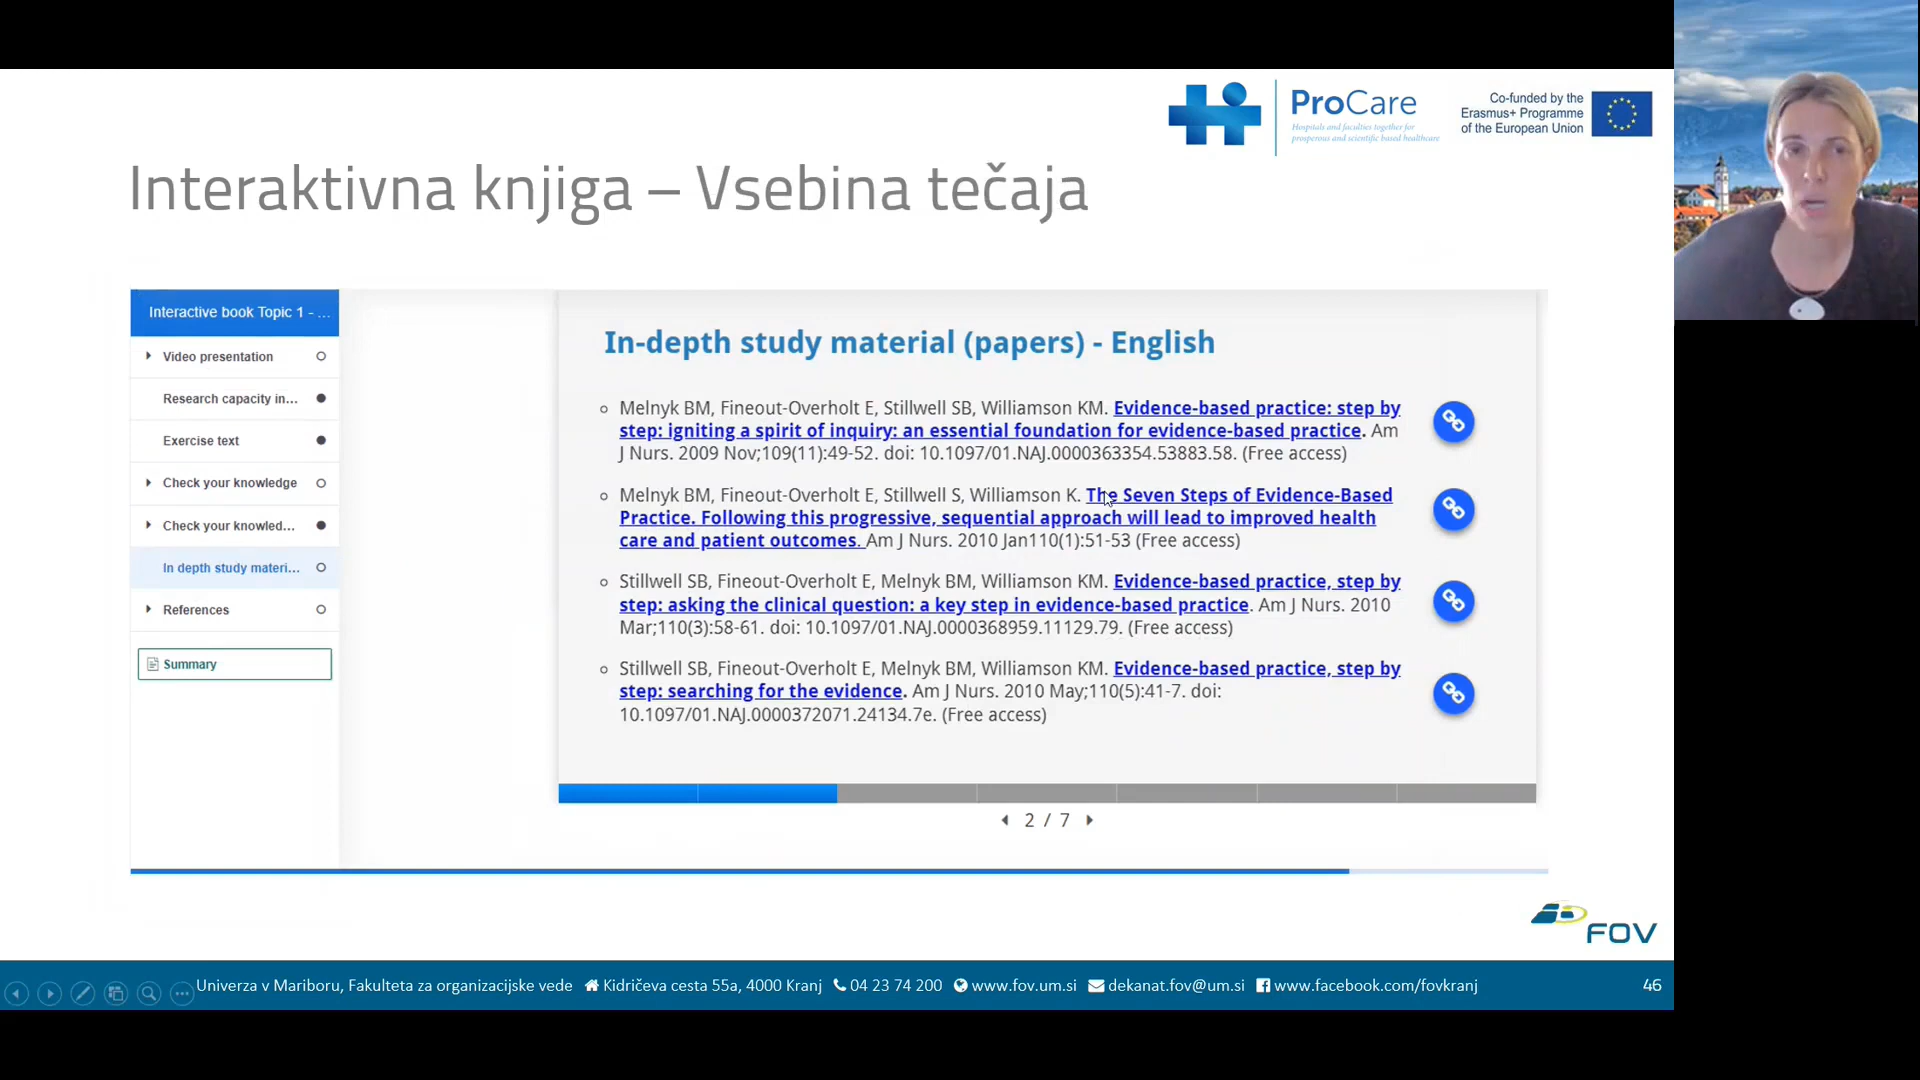 ProCare
Hospitals and faculties together for
prosperous and scientific based healthcare
Co-funded by the
Erasmus+ Programme
of the European Union
Interaktivna knjiga – Vsebina tečaja
Interactive book Topic 1 - ...
Video presentation
Research capacity in...
Exercise text
Check your knowledge
Check your knowled...
In depth study materi...
References
Summary
In-depth study material (papers) - English
Melnyk BM, Fineout-Overholt E, Stillwell SB, Williamson KM. Evidence-based practice: step by
step: igniting a spirit of inquiry: an essential foundation for evidence-based practice. Am
J Nurs. 2009 Nov;109(11):49-52. doi: 10.1097/01.NAJ.0000363354.53883.58. (Free access)
Melnyk BM, Fineout-Overholt E, Stillwell S, Williamson K. The Seven Steps of Evidence-Based
Practice. Following this progressive, sequential approach will lead to improved health
care and patient outcomes. Am J Nurs. 2010 Jan110(1):51-53 (Free access)
Stillwell SB, Fineout-Overholt E, Melnyk BM, Williamson KM. Evidence-based practice, step by
step: asking the clinical question: a key step in evidence-based practice. Am J Nurs. 2010
Mar;110(3):58-61. doi: 10.1097/01.NAJ.0000368959.11129.79. (Free access)
Stillwell SB, Fineout-Overholt E, Melnyk BM, Williamson KM. Evidence-based practice, step by
step: searching for the evidence. Am J Nurs. 2010 May;110(5):41-7. doi:
10.1097/01.NAJ.0000372071.24134.7e. (Free access)
2 / 7
FOV
Univerza v Mariboru, Fakulteta za organizacijske vede Kidričeva cesta 55a, 4000 Kranj 04 23 74 200 www.fov.um.si dekanat.fov@um.si www.facebook.com/fovkranj 46